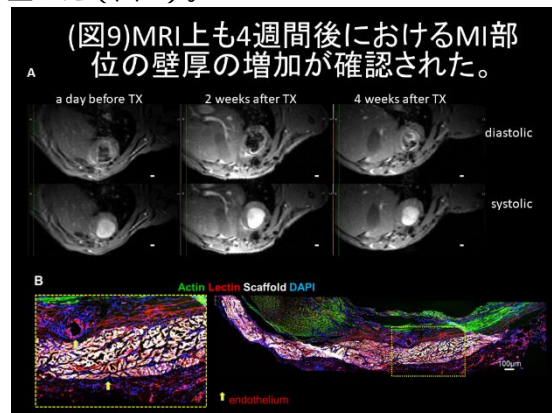 (図9)MRI上も4週間後におけるMI部
位の壁厚の増加が確認された。
A
a day before TX 2 weeks after TX 4 weeks after TX
diastolic
systolic
B
Actin Lectin Scaffold DAPI
100μm
endothelium